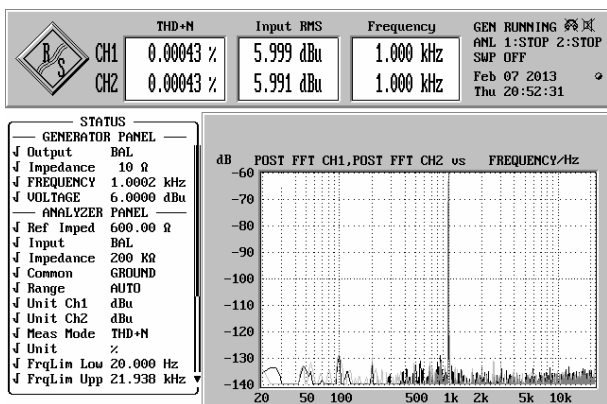 THD+N Input RMS Frequency
R S
CH1 0.00043 % 5.999 dBu 1.000 kHz
CH2 0.00043 % 5.991 dBu 1.000 kHz
GEN RUNNING
ANL 1:STOP 2:STOP
SWP OFF
Feb 07 2013
Thu 20:52:31
STATUS
GENERATOR PANEL
Output BAL
Impedance 10 Ω
FREQUENCY 1.0002 kHz
VOLTAGE 6.0000 dBu
ANALYZER PANEL
Ref Imped 600.00 Ω
Input BAL
Impedance 200 KΩ
Common GROUND
Range AUTO
Unit Ch1 dBu
Unit Ch2 dBu
Meas Mode THD+N
Unit %
FrqLim Low 20.000 Hz
FrqLim Upp 21.938 kHz
dB POST FFT CH1,POST FFT CH2 vs FREQUENCY/Hz
-60
-70
-80
-90
-100
-110
-120
-130
-140
20 50 100 500 1k 2k 5k 10k